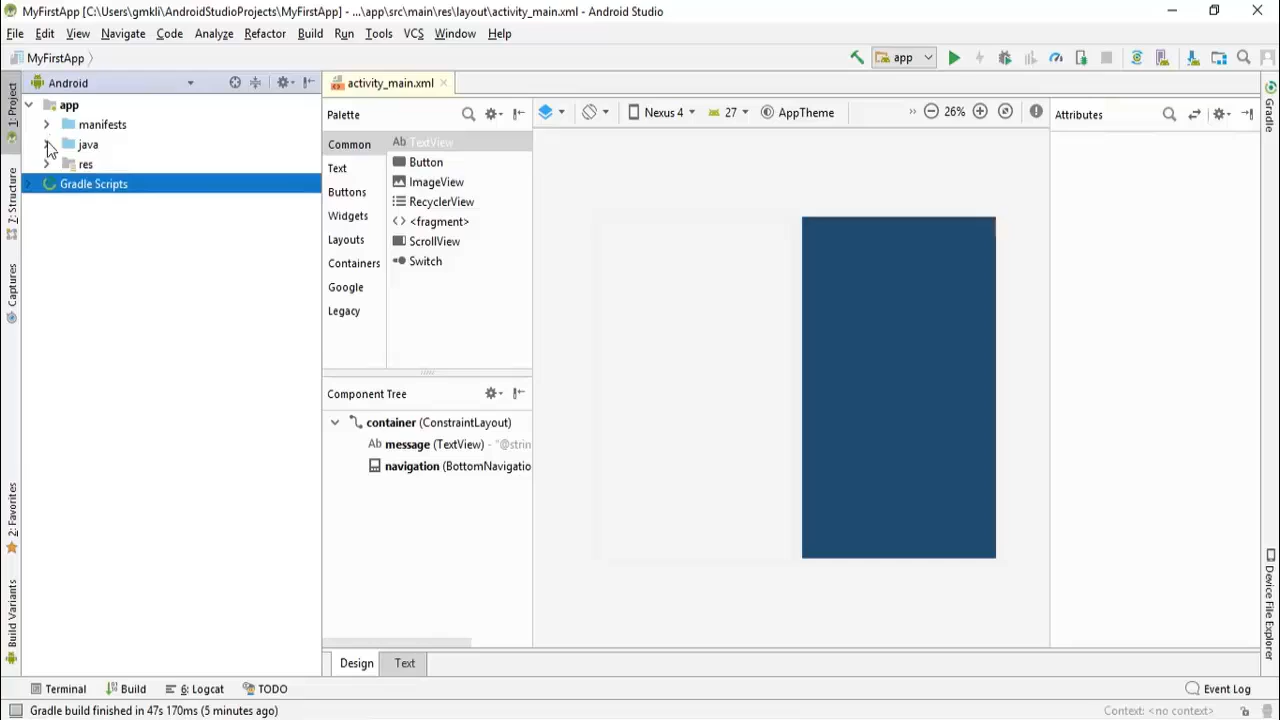 MyFirstApp [C:\Users\gmkli\AndroidStudioProjects\MyFirstApp] - ...\app\src\main\res\layout\activity_main.xml - Android Studio
File Edit View Navigate Code Analyze Refactor Build Run Tools VCS Window Help
MyFirstApp app
1: Project
7: Structure
Captures
2: Favorites
Build Variants
Android
app
manifests
java
res
Gradle Scripts
activity_main.xml
Palette
Common
Text
Buttons
Widgets
Layouts
Containers
Google
Legacy
Ab TextView
Button
ImageView
RecyclerView
<fragment>
ScrollView
Switch
Component Tree
container (ConstraintLayout)
Ab message (TextView) - "@strin
navigation (BottomNavigatio
Nexus 4 27 AppTheme » 26%
Attributes
Gradle
Device File Explorer
Design Text
Terminal Build 6: Logcat TODO Event Log
Gradle build finished in 47s 170ms (5 minutes ago) Context: <no context>